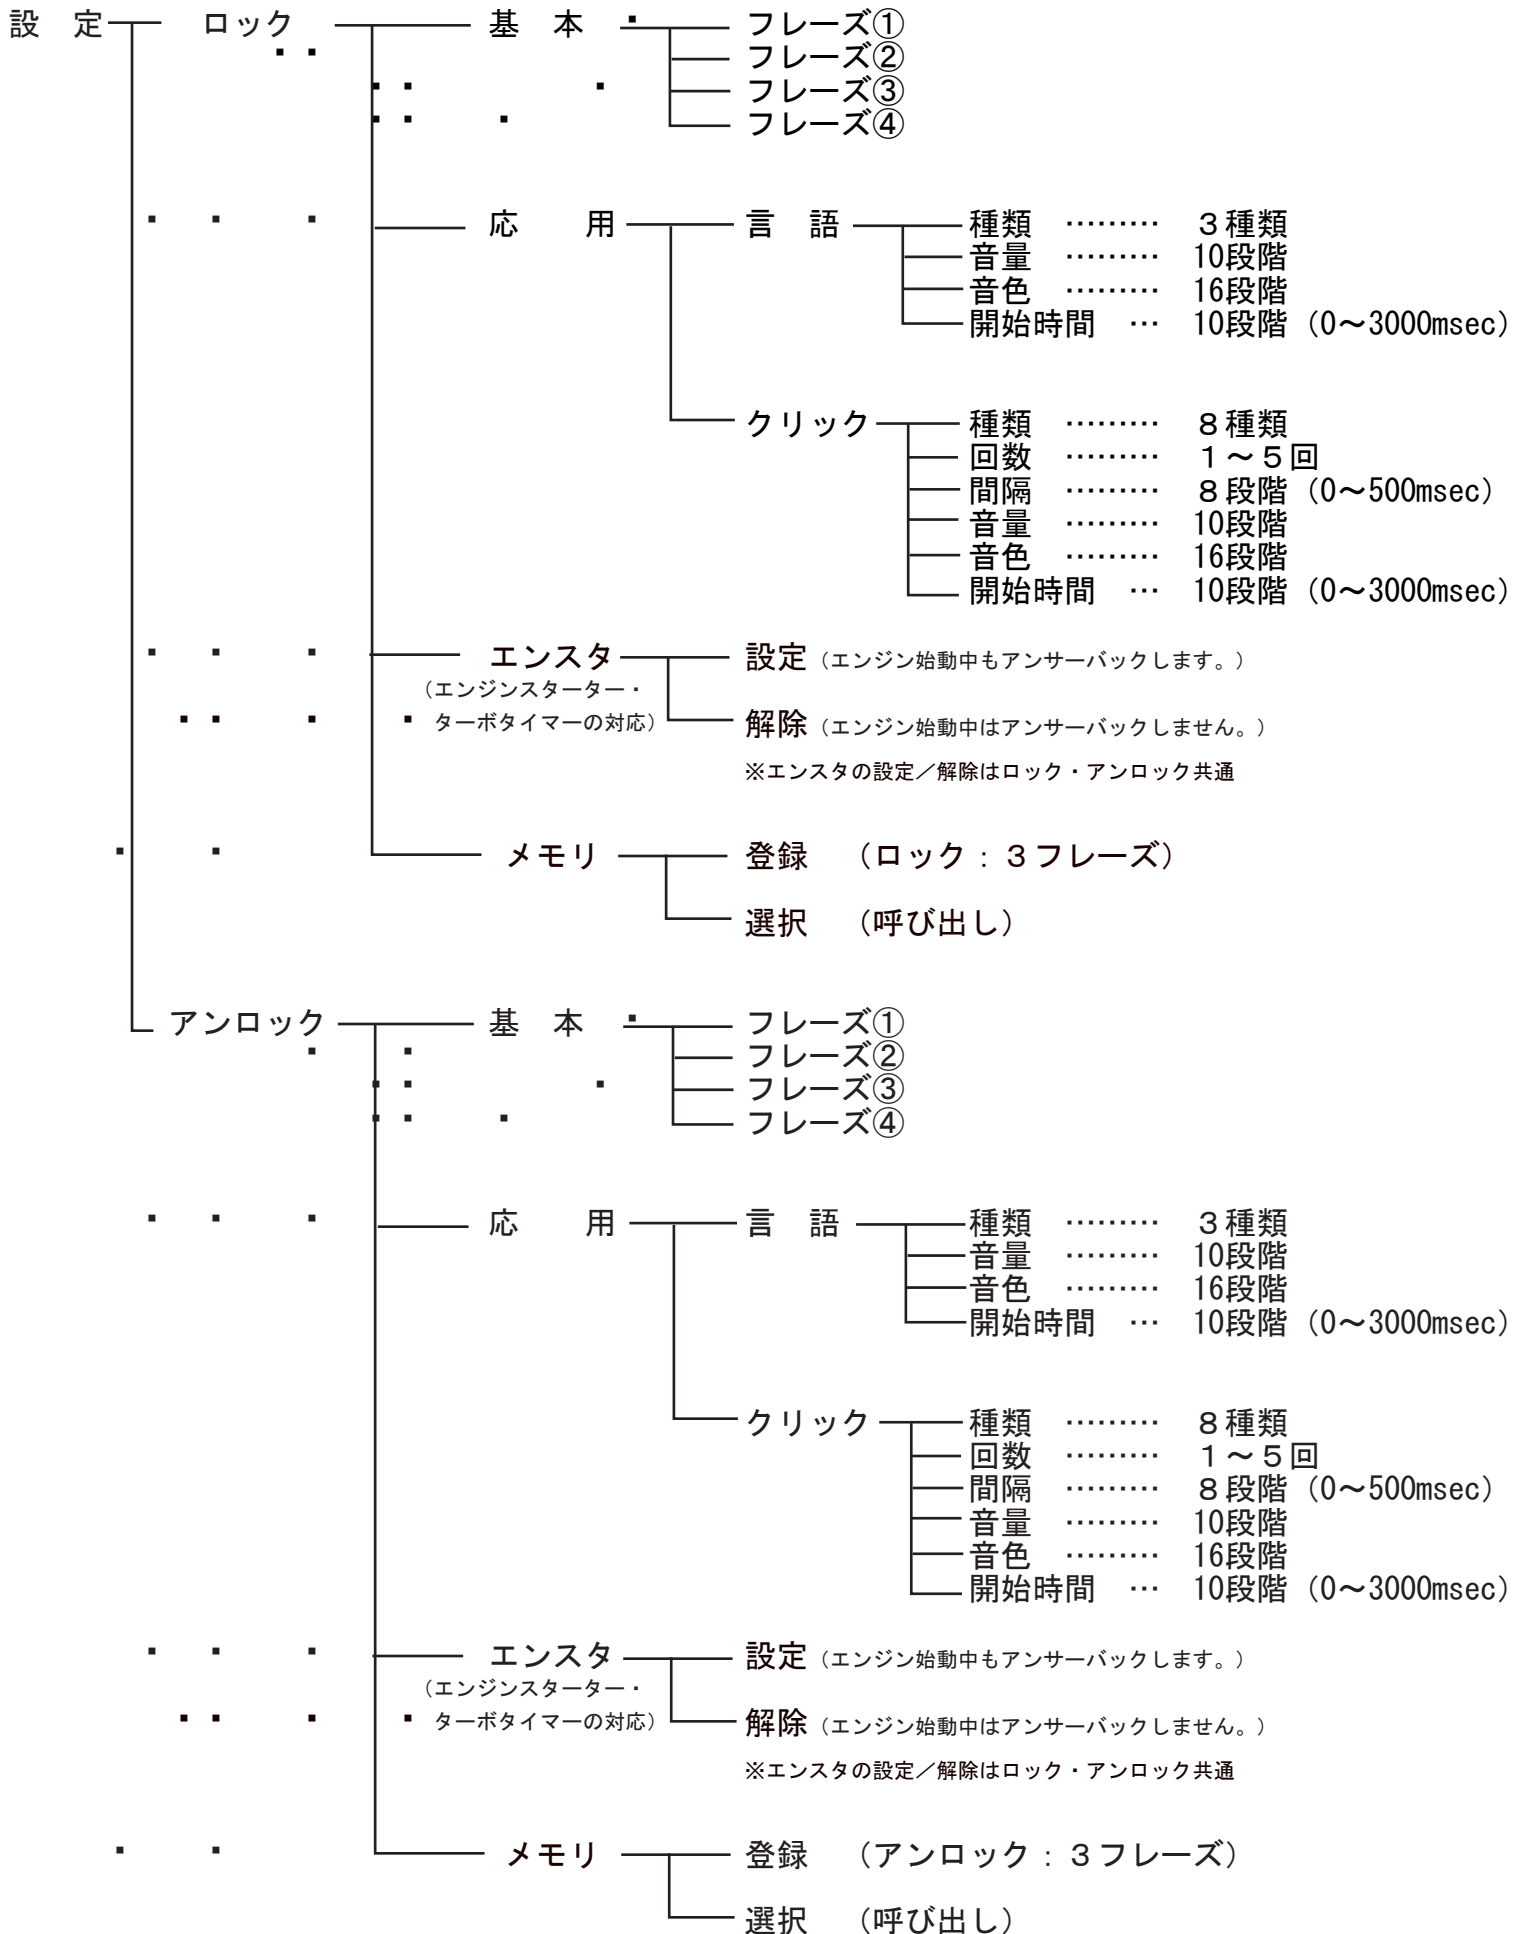 設　定　ロック　基　本　フレーズ①
フレーズ②
フレーズ③
フレーズ④
応　　用　言　語　種類　………　３種類
音量　………　10段階
音色　………　16段階
開始時間　…　10段階（0～3000msec）
クリック　種類　………　８種類
回数　………　１～５回
間隔　………　８段階（0～500msec）
音量　………　10段階
音色　………　16段階
開始時間　…　10段階（0～3000msec）
エンスタ　設定（エンジン始動中もアンサーバックします。）
（エンジンスターター・
ターボタイマーの対応）　解除（エンジン始動中はアンサーバックしません。）
※エンスタの設定／解除はロック・アンロック共通
メモリ　登録　（ロック：３フレーズ）
選択　（呼び出し）
アンロック　基　本　フレーズ①
フレーズ②
フレーズ③
フレーズ④
応　　用　言　語　種類　………　３種類
音量　………　10段階
音色　………　16段階
開始時間　…　10段階（0～3000msec）
クリック　種類　………　８種類
回数　………　１～５回
間隔　………　８段階（0～500msec）
音量　………　10段階
音色　………　16段階
開始時間　…　10段階（0～3000msec）
エンスタ　設定（エンジン始動中もアンサーバックします。）
（エンジンスターター・
ターボタイマーの対応）　解除（エンジン始動中はアンサーバックしません。）
※エンスタの設定／解除はロック・アンロック共通
メモリ　登録　（アンロック：３フレーズ）
選択　（呼び出し）